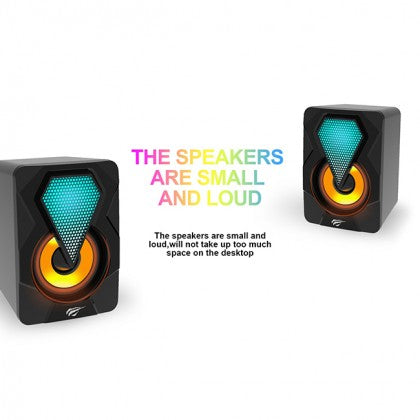 THE SPEAKERS
ARE SMALL
AND LOUD
The speakers are small and
loud,will not take up too much
space on the desktop